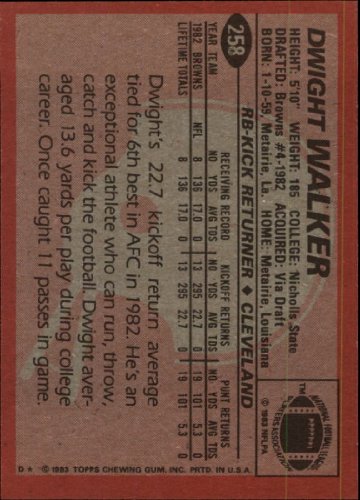 DWIGHT WALKER
HEIGHT: 5'10" WEIGHT: 185 COLLEGE: Nicholls State
DRAFTED: Browns #4-1982 ACQUIRED: Via Draft
BORN: 1-10-59, Metairie, La. HOME: Metairie, Louisiana
258 RB-KICK RETURNER ◆ CLEVELAND
RECEIVING RECORD KICKOFF RETURNS PUNT RETURNS
YEAR TEAM NO YDS AVG TDS NO YDS AVG TDS NO YDS AVG TDS
1982 BROWNS NFL 8 136 17.0 0 13 295 22.7 0 19 101 5.3 0
LIFETIME TOTALS 8 136 17.0 0 13 295 22.7 0 19 101 5.3 0
Dwight's 22.7 kickoff return average
tied for 6th best in AFC in 1982. He's an
exceptional athlete who can run, throw,
catch and kick the football. Dwight aver-
aged 13.6 yards per play during college
career. Once caught 11 passes in game.
NATIONAL FOOTBALL LEAGUE
PLAYERS ASSOCIATION
TM
© 1983 NFLPA
D* © 1983 TOPPS CHEWING GUM, INC. PRTD. IN U.S.A.